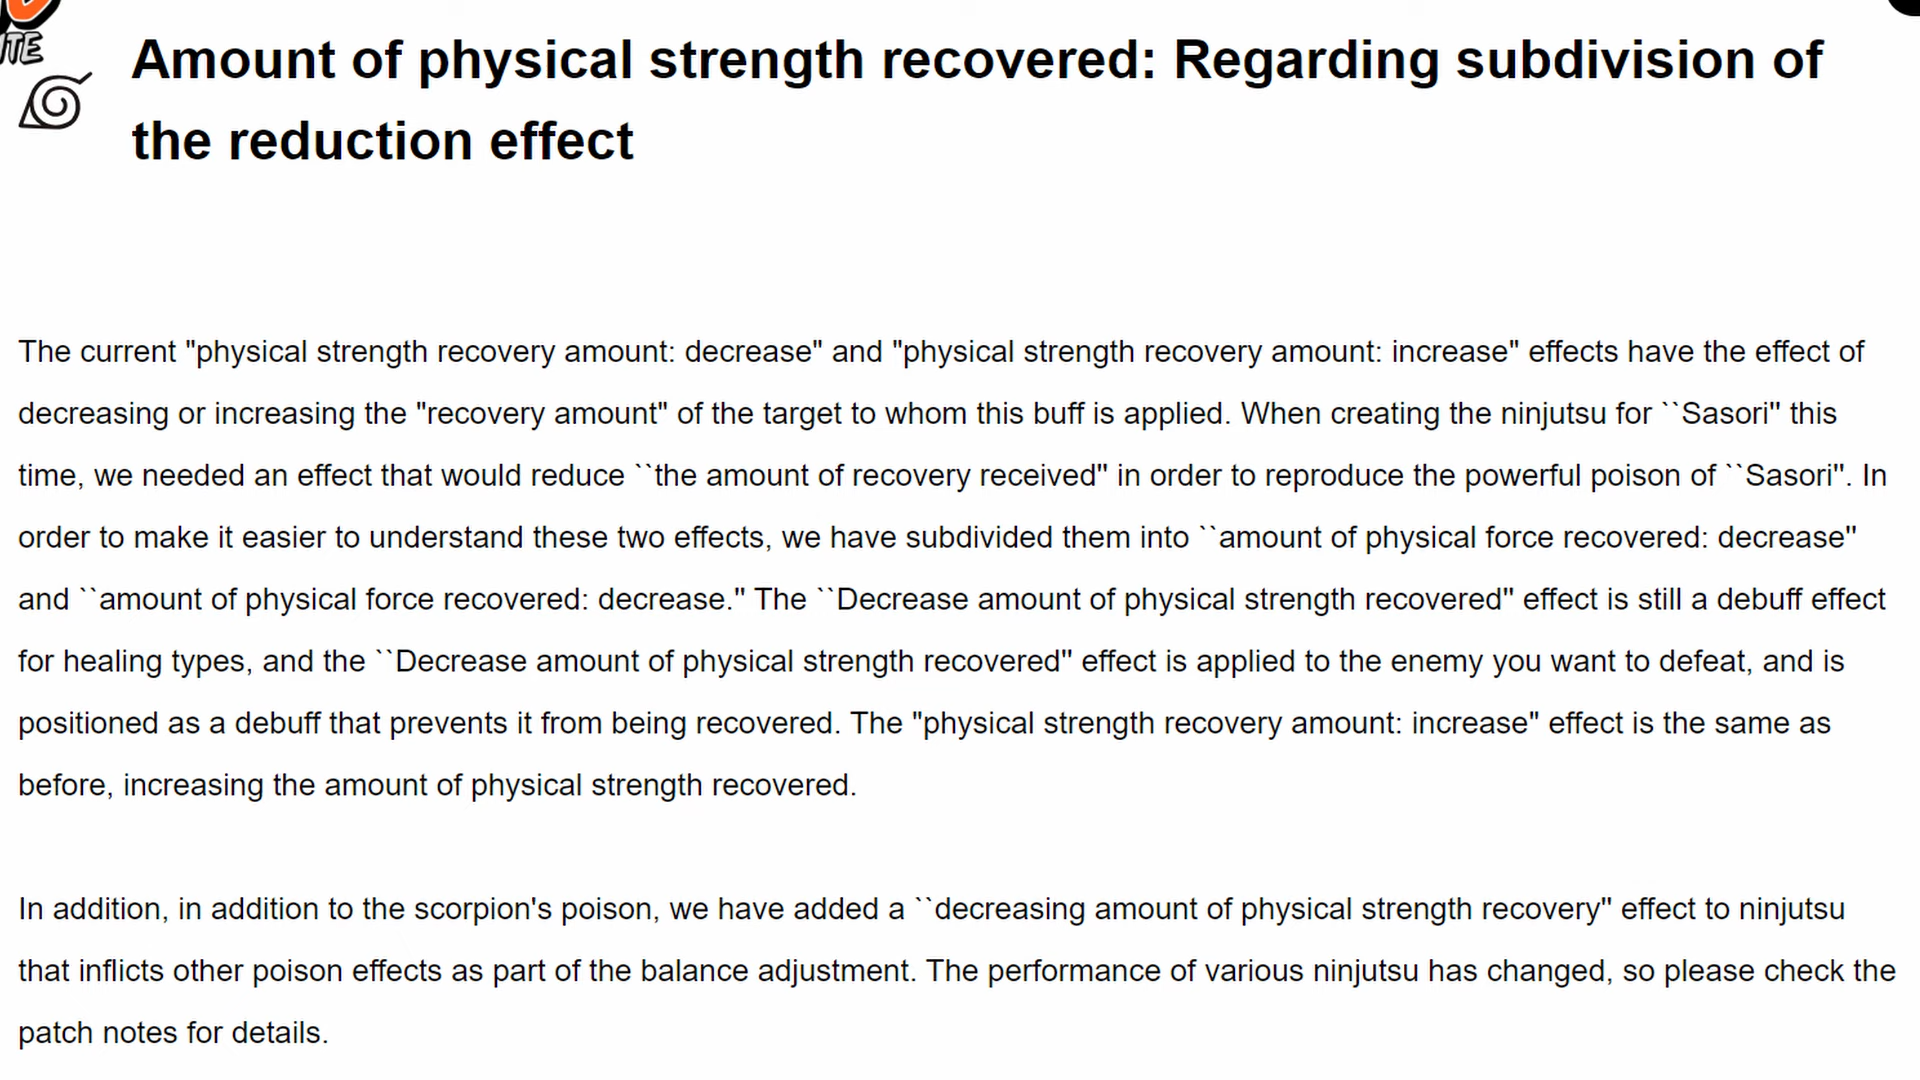 ITE
Amount of physical strength recovered: Regarding subdivision of
the reduction effect
The current "physical strength recovery amount: decrease" and "physical strength recovery amount: increase" effects have the effect of
decreasing or increasing the "recovery amount" of the target to whom this buff is applied. When creating the ninjutsu for ``Sasori'' this
time, we needed an effect that would reduce ``the amount of recovery received'' in order to reproduce the powerful poison of ``Sasori''. In
order to make it easier to understand these two effects, we have subdivided them into ``amount of physical force recovered: decrease''
and ``amount of physical force recovered: decrease.'' The ``Decrease amount of physical strength recovered'' effect is still a debuff effect
for healing types, and the ``Decrease amount of physical strength recovered'' effect is applied to the enemy you want to defeat, and is
positioned as a debuff that prevents it from being recovered. The "physical strength recovery amount: increase" effect is the same as
before, increasing the amount of physical strength recovered.
In addition, in addition to the scorpion's poison, we have added a ``decreasing amount of physical strength recovery'' effect to ninjutsu
that inflicts other poison effects as part of the balance adjustment. The performance of various ninjutsu has changed, so please check the
patch notes for details.